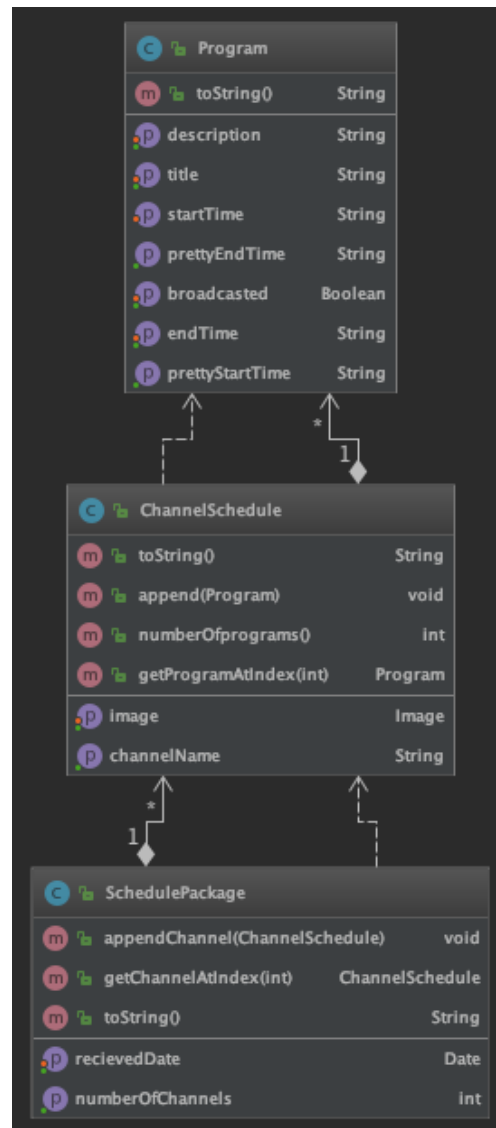 C Program
m toString() String
p description String
p title String
p startTime String
p prettyEndTime String
p broadcasted Boolean
p endTime String
p prettyStartTime String
*
1
C ChannelSchedule
m toString() String
m append(Program) void
m numberOfprograms() int
m getProgramAtIndex(int) Program
p image Image
p channelName String
*
1
C SchedulePackage
m appendChannel(ChannelSchedule) void
m getChannelAtIndex(int) ChannelSchedule
m toString() String
p recievedDate Date
p numberOfChannels int